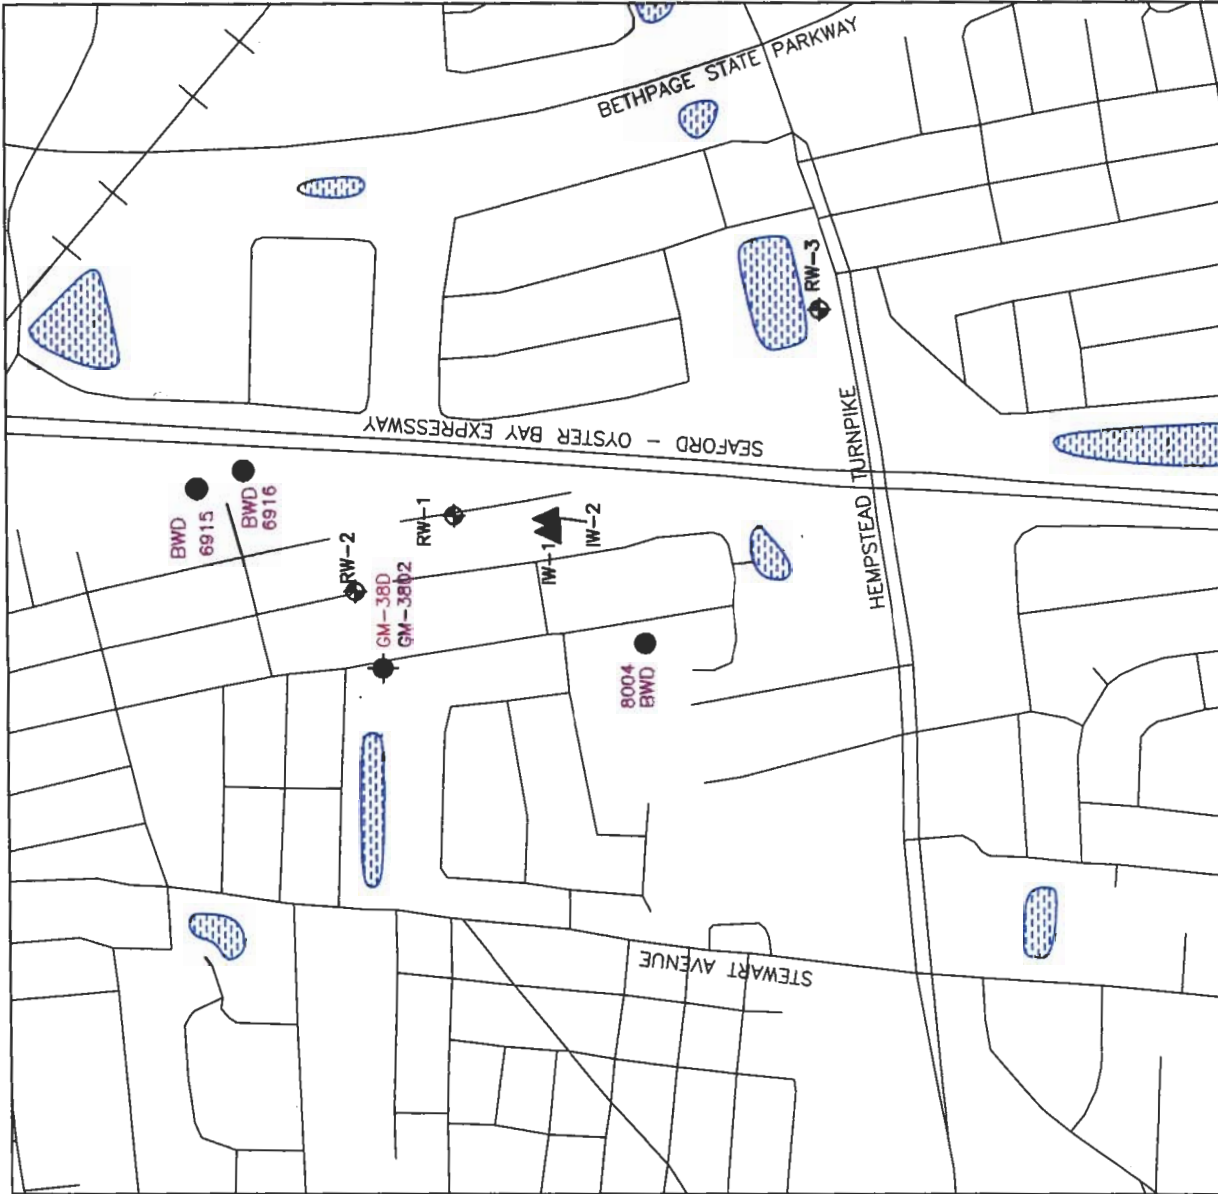 BETHPAGE STATE PARKWAY
RW-3
SEAFORD - OYSTER BAY EXPRESSWAY
HEMPSTEAD TURNPIKE
BWD
6915
BWD
6916
RW-1
RW-2
IW-1
IW-2
GM-38D
GM-38D2
8004
BWD
STEWART AVENUE